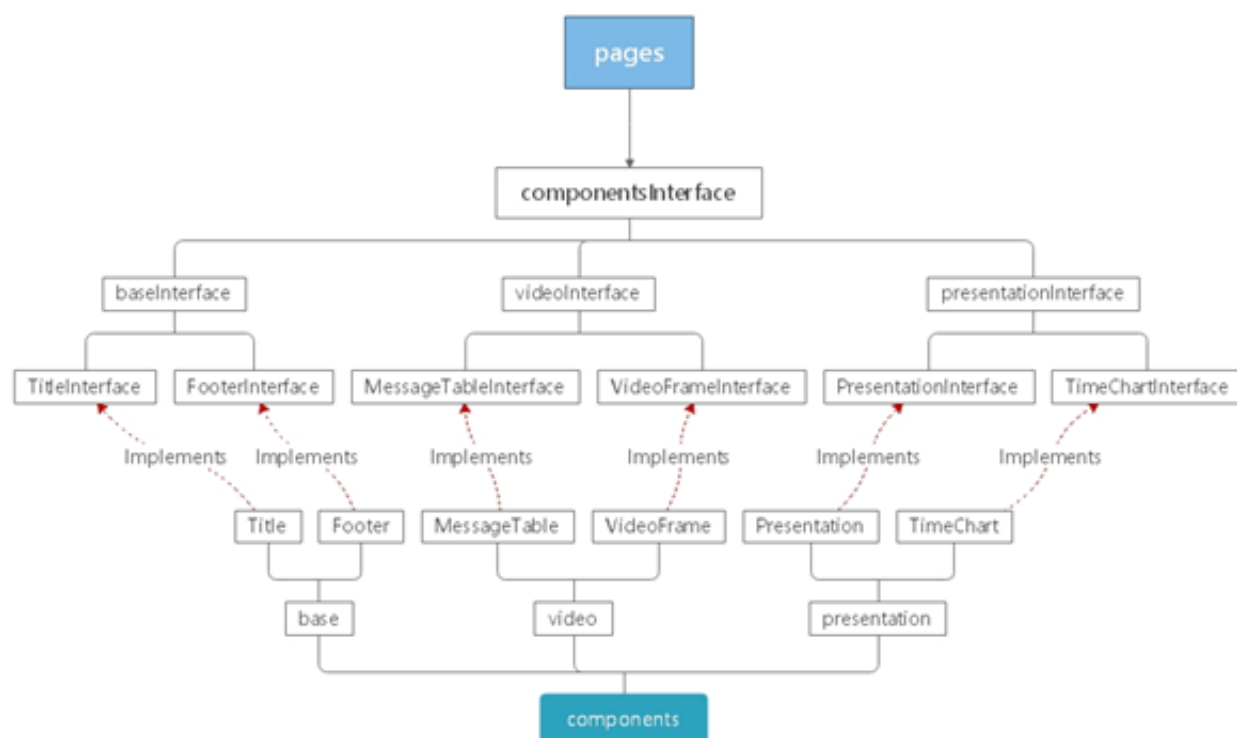 pages
componentsInterface
baseInterface
videoInterface
presentationInterface
TitleInterface
FooterInterface
MessageTableInterface
VideoFrameInterface
PresentationInterface
TimeChartInterface
Implements
Implements
Implements
Implements
Implements
Implements
Title
Footer
MessageTable
VideoFrame
Presentation
TimeChart
base
video
presentation
components